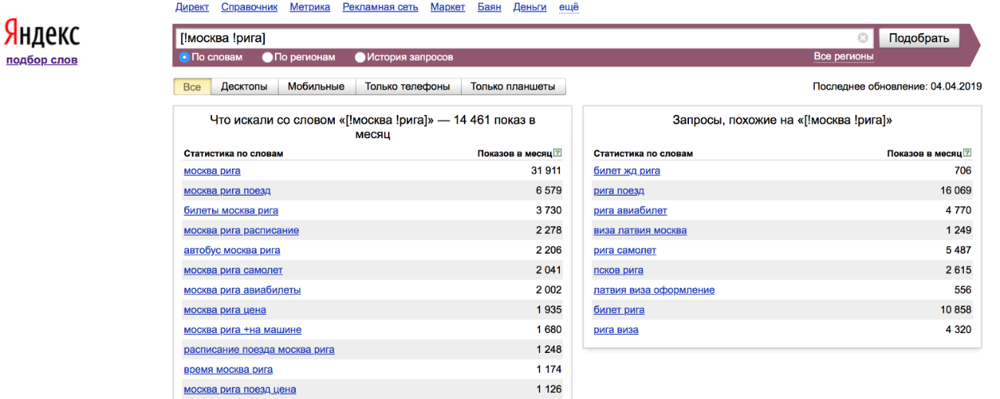 Директ Справочник Метрика Рекламная сеть Маркет Баян Деньги ещё
Яндекс
подбор слов
[!москва !рига]
Подобрать
По словам По регионам История запросов
Все регионы
Все Десктопы Мобильные Только телефоны Только планшеты
Последнее обновление: 04.04.2019
Что искали со словом «[!москва !рига]» — 14 461 показ в
месяц
Статистика по словам Показов в месяц ?
москва рига 31 911
москва рига поезд 6 579
билеты москва рига 3 730
москва рига расписание 2 278
автобус москва рига 2 206
москва рига самолет 2 041
москва рига авиабилеты 2 002
москва рига цена 1 935
москва рига +на машине 1 680
расписание поезда москва рига 1 248
время москва рига 1 174
москва рига поезд цена 1 126
Запросы, похожие на «[!москва !рига]»
Статистика по словам Показов в месяц ?
билет жд рига 706
рига поезд 16 069
рига авиабилет 4 770
виза латвия москва 1 249
рига самолет 5 487
псков рига 2 615
латвия виза оформление 556
билет рига 10 858
рига виза 4 320